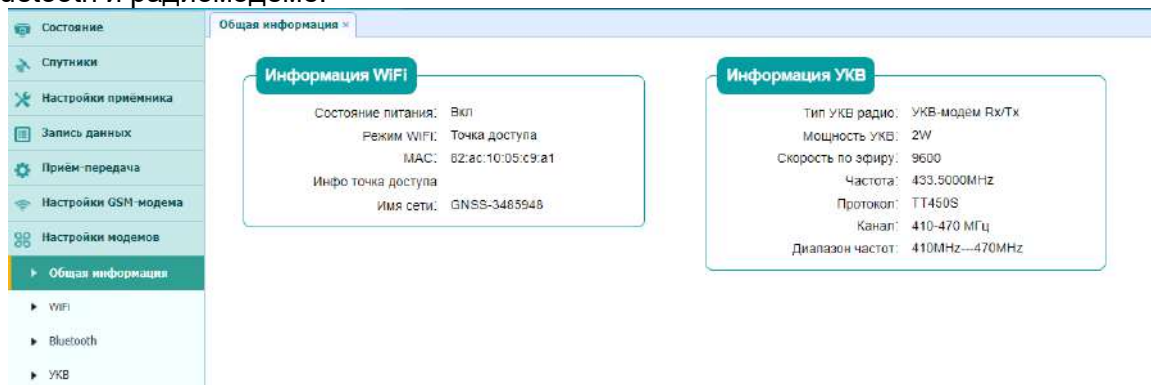 uetooth и радиомодеме.
Состояние
Спутники
Настройки приёмника
Запись данных
Приём-передача
Настройки GSM-модема
Настройки модемов
Общая информация
WiFi
Bluetooth
УКВ
Общая информация ×
Информация WiFi
Состояние питания: Вкл
Режим WiFi: Точка доступа
MAC: 82:ac:10:05:c9:a1
Инфо точка доступа
Имя сети: GNSS-3485948
Информация УКВ
Тип УКВ радио: УКВ-модем Rx/Tx
Мощность УКВ: 2W
Скорость по эфиру: 9600
Частота: 433.5000MHz
Протокол: TT450S
Канал: 410-470 МГц
Диапазон частот: 410MHz---470MHz